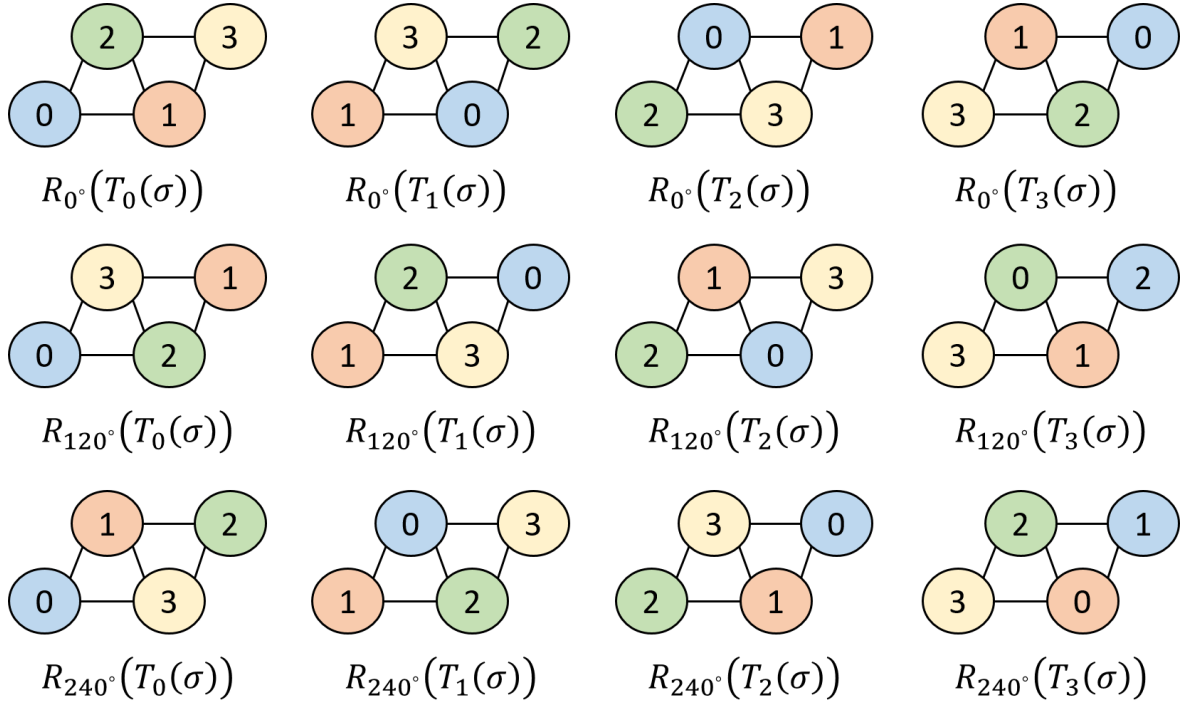 2 3 3 2 0 1 1 0
0 1 1 0 2 3 3 2
R₀∘(T₀(σ)) R₀∘(T₁(σ)) R₀∘(T₂(σ)) R₀∘(T₃(σ))
3 1 2 0 1 3 0 2
0 2 1 3 2 0 3 1
R₁₂₀∘(T₀(σ)) R₁₂₀∘(T₁(σ)) R₁₂₀∘(T₂(σ)) R₁₂₀∘(T₃(σ))
1 2 0 3 3 0 2 1
0 3 1 2 2 1 3 0
R₂₄₀∘(T₀(σ)) R₂₄₀∘(T₁(σ)) R₂₄₀∘(T₂(σ)) R₂₄₀∘(T₃(σ))